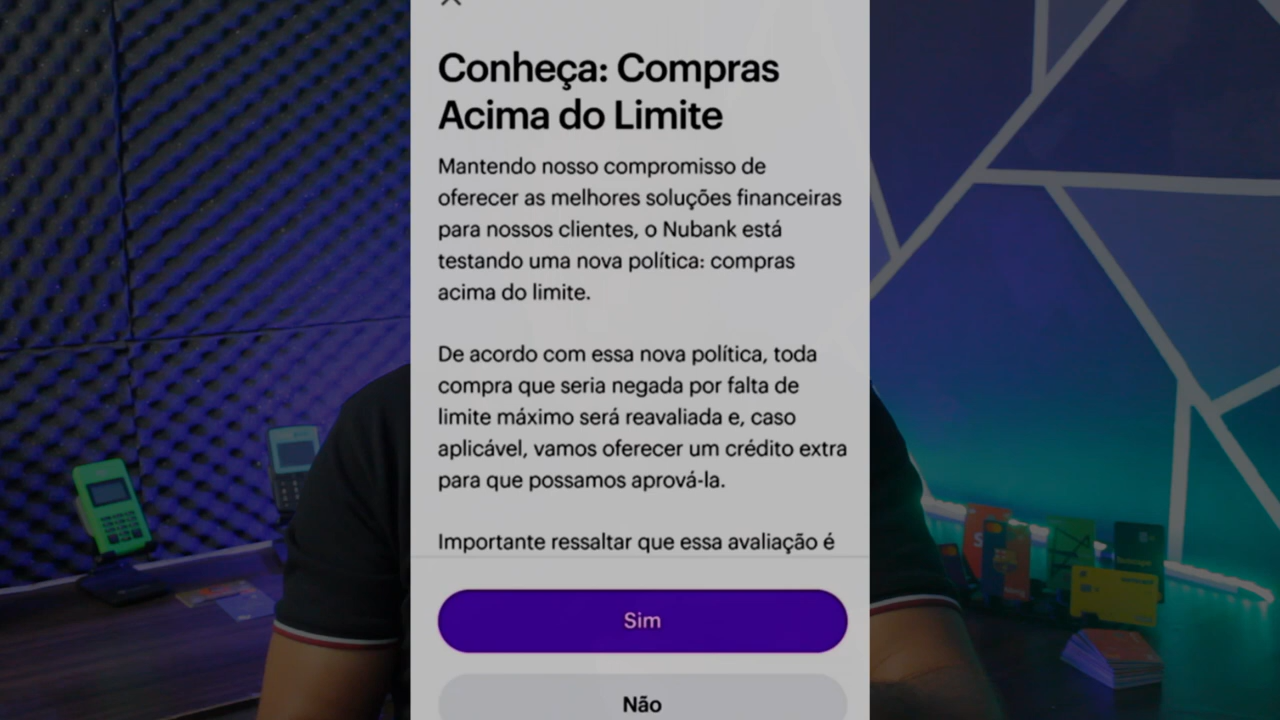 Conheça: Compras
Acima do Limite
Mantendo nosso compromisso de
oferecer as melhores soluções financeiras
para nossos clientes, o Nubank está
testando uma nova política: compras
acima do limite.
De acordo com essa nova política, toda
compra que seria negada por falta de
limite máximo será reavaliada e, caso
aplicável, vamos oferecer um crédito extra
para que possamos aprová-la.
Importante ressaltar que essa avaliação é
Sim
Não